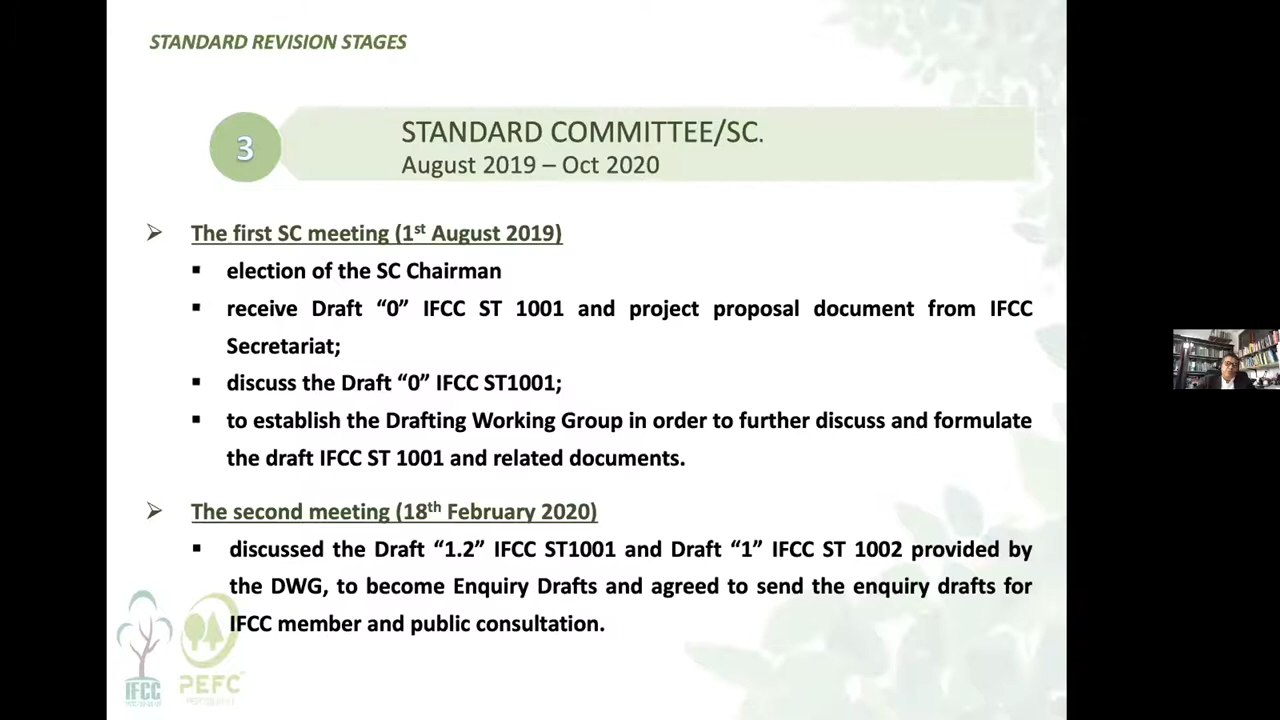 STANDARD REVISION STAGES
3
STANDARD COMMITTEE/SC.
August 2019 – Oct 2020
The first SC meeting (1st August 2019)
election of the SC Chairman
receive Draft “0” IFCC ST 1001 and project proposal document from IFCC
Secretariat;
discuss the Draft “0” IFCC ST1001;
to establish the Drafting Working Group in order to further discuss and formulate
the draft IFCC ST 1001 and related documents.
The second meeting (18th February 2020)
discussed the Draft “1.2” IFCC ST1001 and Draft “1” IFCC ST 1002 provided by
the DWG, to become Enquiry Drafts and agreed to send the enquiry drafts for
IFCC member and public consultation.
IFCC
PEFC